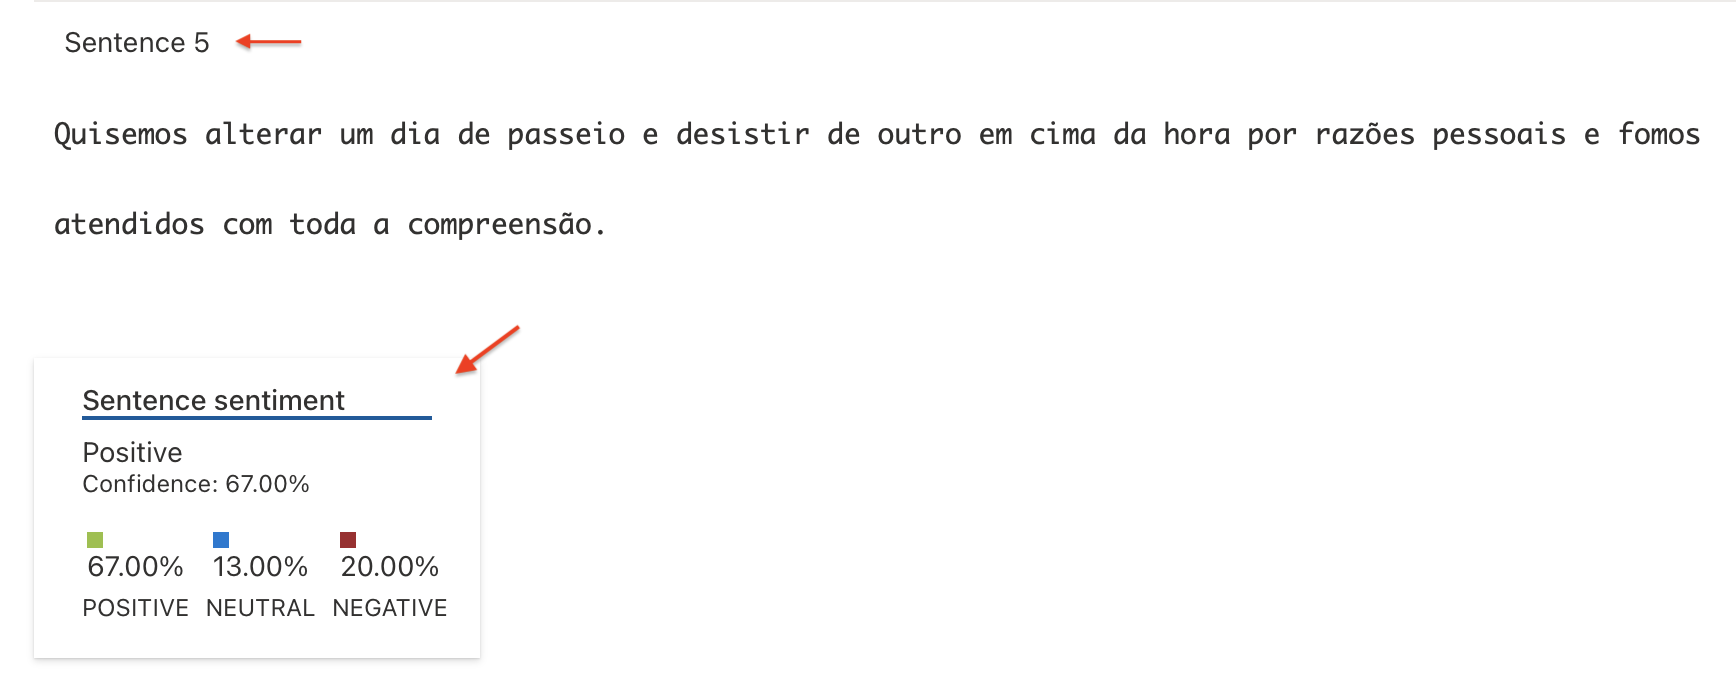 Sentence 5
Quisemos alterar um dia de passeio e desistir de outro em cima da hora por razões pessoais e fomos
atendidos com toda a compreensão.
Sentence sentiment
Positive
Confidence: 67.00%
67.00% 13.00% 20.00%
POSITIVE NEUTRAL NEGATIVE